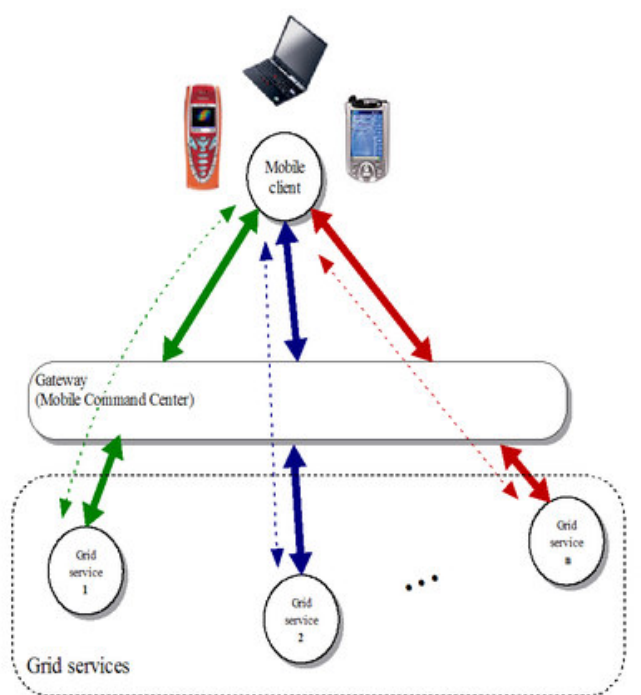 Mobile
client
Gateway
(Mobile Command Center)
Grid
service
1
Grid
service
2
...
Grid
service
n
Grid services